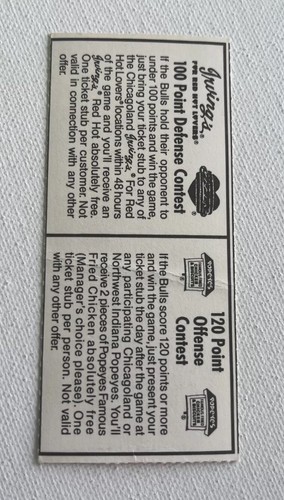 Irving's®
FOR RED HOT LOVERS®
100 Point Defense Contest
If the Bulls hold their opponent to
under 100 points and win the game,
just bring your ticket stub to any of
the Chicagoland Irving's® For Red
Hot Lovers® locations within 48 hours
of the game and you'll receive an
Irving's® Red Hot absolutely free.
One ticket stub per customer. Not
valid in connection with any other
offer.
POPEYES
120 Point
Offense
Contest
POPEYES
If the Bulls score 120 points or more
and win the game, just present your
ticket stub the day after the game at
any participating Chicagoland or
Northwest Indiana Popeyes. You'll
receive 2 pieces of Popeyes Famous
Fried Chicken absolutely free
(Manager's choice please). One
ticket stub per person. Not valid
with any other offer.